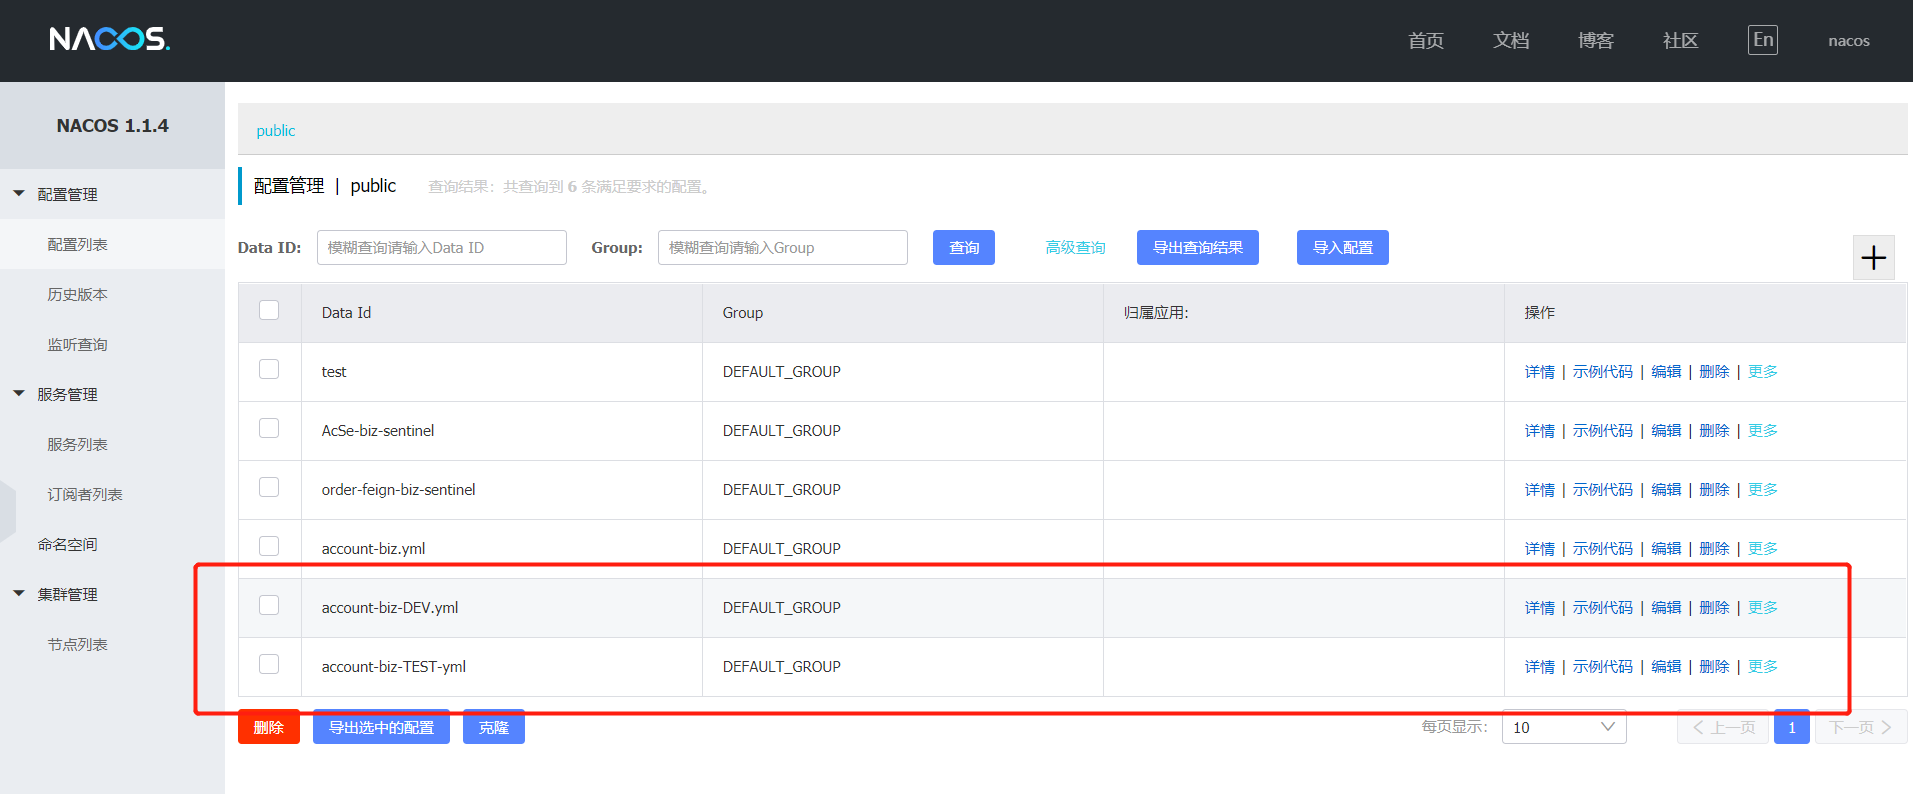 NACOS.
首页 文档 博客 社区 En nacos
NACOS 1.1.4
配置管理
配置列表
历史版本
监听查询
服务管理
服务列表
订阅者列表
命名空间
集群管理
节点列表
public
配置管理 | public 查询结果：共查询到 6 条满足要求的配置。
Data ID: 模糊查询请输入Data ID Group: 模糊查询请输入Group 查询 高级查询 导出查询结果 导入配置
Data Id Group 归属应用: 操作
test DEFAULT_GROUP 详情 | 示例代码 | 编辑 | 删除 | 更多
AcSe-biz-sentinel DEFAULT_GROUP 详情 | 示例代码 | 编辑 | 删除 | 更多
order-feign-biz-sentinel DEFAULT_GROUP 详情 | 示例代码 | 编辑 | 删除 | 更多
account-biz.yml DEFAULT_GROUP 详情 | 示例代码 | 编辑 | 删除 | 更多
account-biz-DEV.yml DEFAULT_GROUP 详情 | 示例代码 | 编辑 | 删除 | 更多
account-biz-TEST-yml DEFAULT_GROUP 详情 | 示例代码 | 编辑 | 删除 | 更多
删除 导出选中的配置 克隆 每页显示: 10 上一页 1 下一页